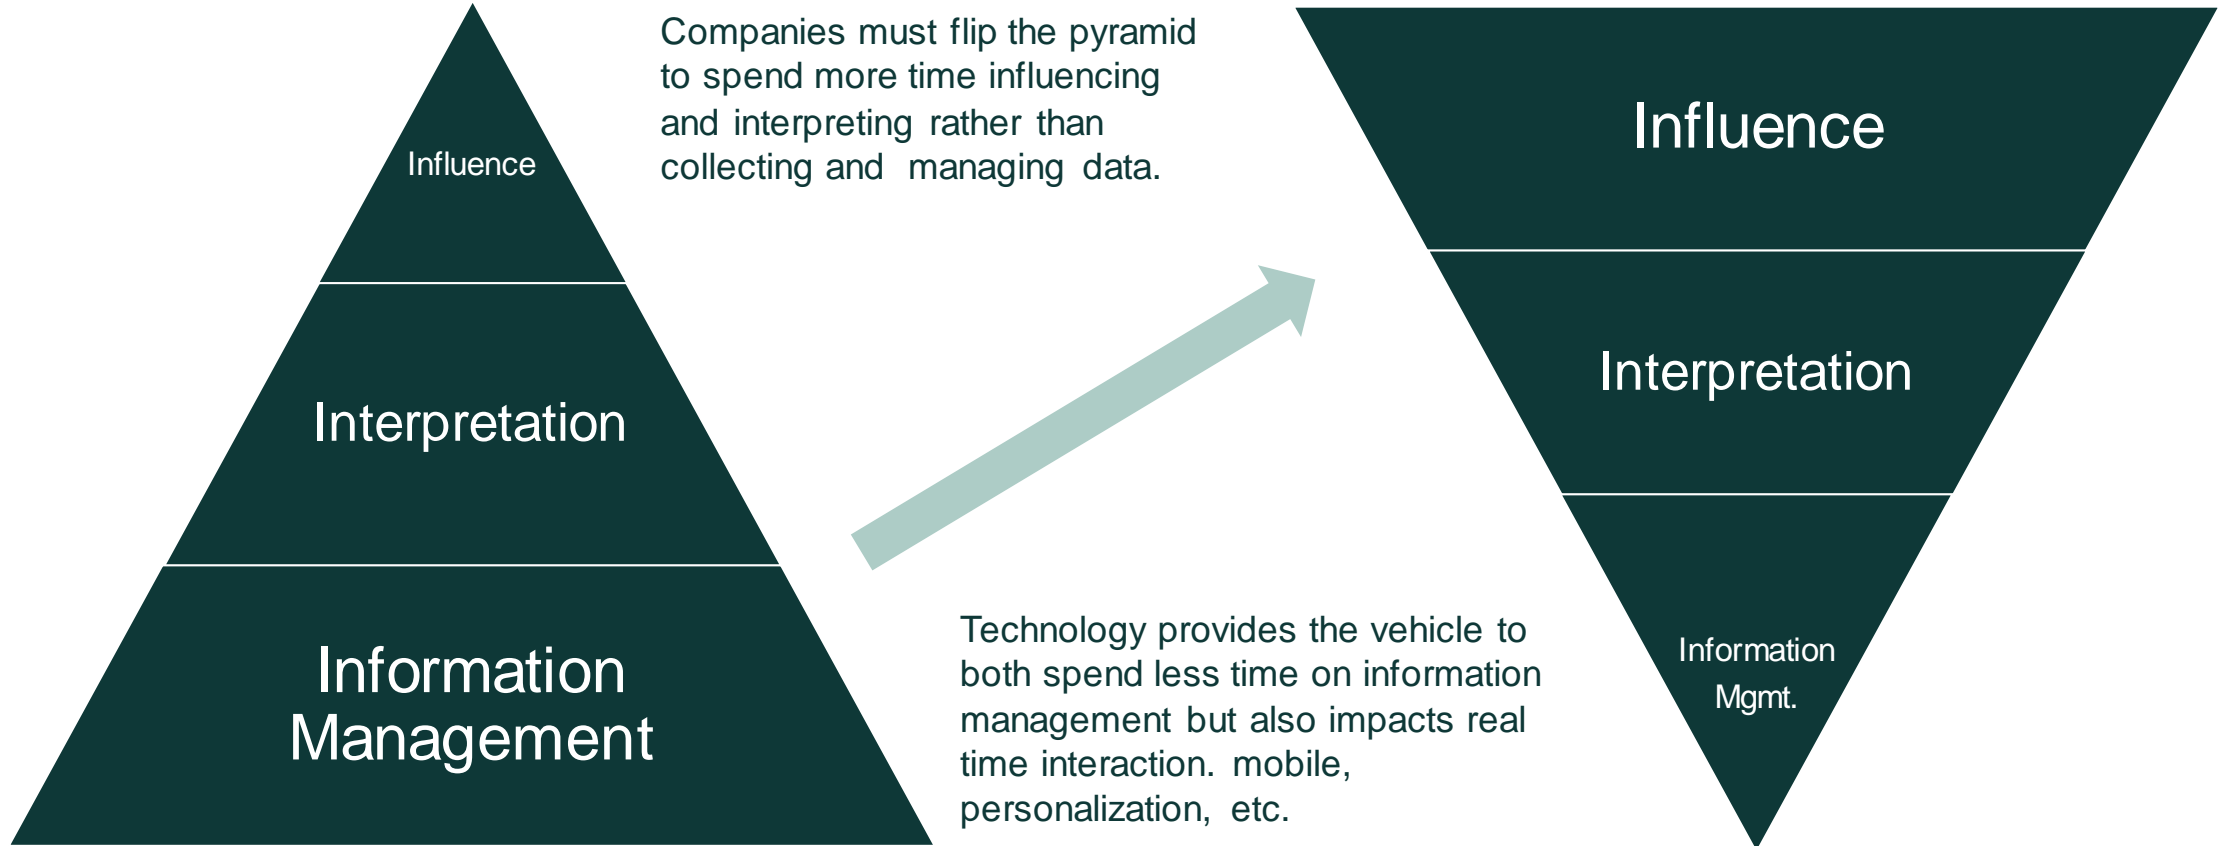 Influence
Interpretation
Information
Management
Companies must flip the pyramid
to spend more time influencing
and interpreting rather than
collecting and managing data.
Technology provides the vehicle to
both spend less time on information
management but also impacts real
time interaction. mobile,
personalization, etc.
Influence
Interpretation
Information
Mgmt.